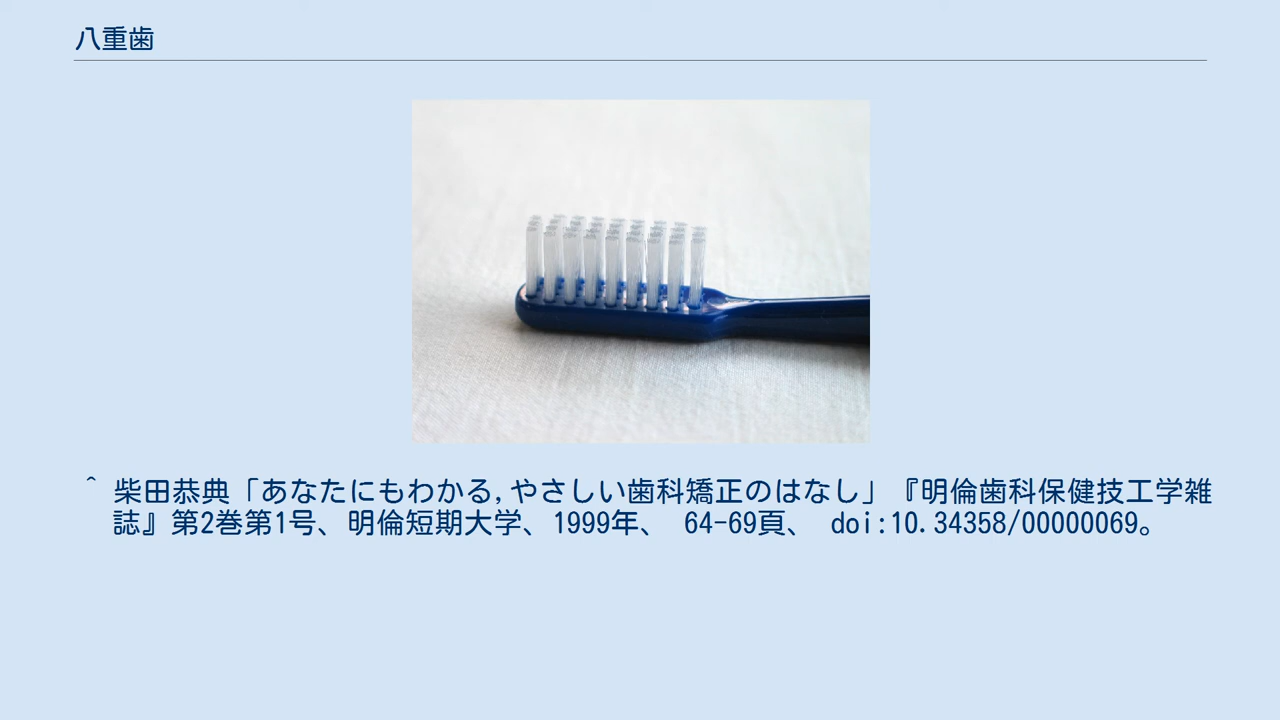 八重歯
^ 柴田恭典「あなたにもわかる,やさしい歯科矯正のはなし」『明倫歯科保健技工学雑
誌』第2巻第1号、明倫短期大学、1999年、 64-69頁、 doi:10.34358/00000069。